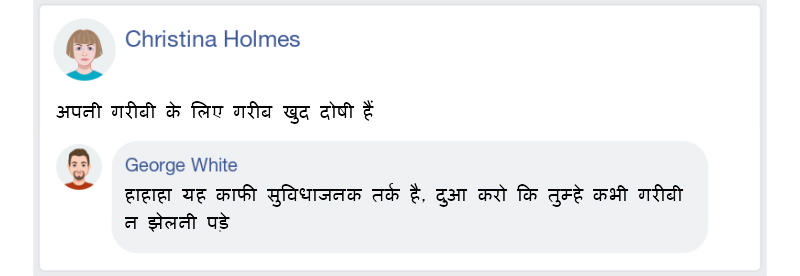 Christina Holmes
अपनी गरीबी के लिए गरीब खुद दोषी हैं
George White
हाहाहा यह काफी सुविधाजनक तर्क है, दुआ करो कि तुम्हे कभी गरीबी
न झेलनी पड़े